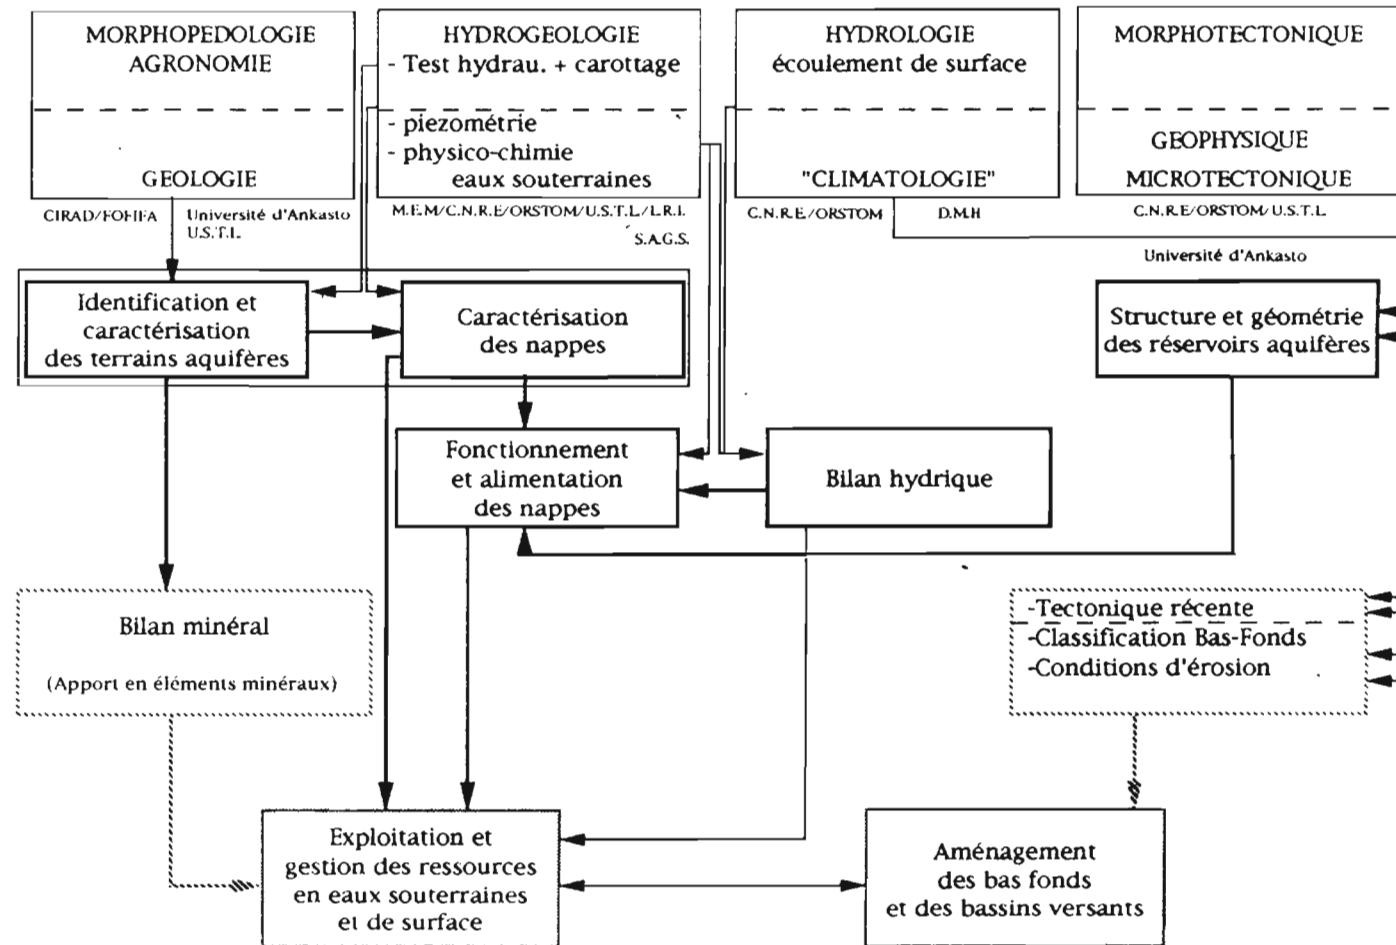 MORPHOPEDOLOGIE
AGRONOMIE
GEOLOGIE
HYDROGEOLOGIE
- Test hydrau. + carottage
- piezométrie
- physico-chimie
eaux souterraines
HYDROLOGIE
écoulement de surface
"CLIMATOLOGIE"
MORPHOTECTONIQUE
GEOPHYSIQUE
MICROTECTONIQUE
CIRAD/FOFIFA
Université d'Ankasto
U.S.T.L.
M.E.M/C.N.R.E/ORSTOM/U.S.T.L/L.R.I.
S.A.G.S.
C.N.R.E/ORSTOM
D.M.H
C.N.R.E/ORSTOM/U.S.T.L
Université d'Ankasto
Identification et
caractérisation
des terrains aquifères
Caractérisation
des nappes
Structure et géométrie
des réservoirs aquifères
Fonctionnement
et alimentation
des nappes
Bilan hydrique
Bilan minéral
(Apport en éléments minéraux)
-Tectonique récente
-Classification Bas-Fonds
-Conditions d'érosion
Exploitation et
gestion des ressources
en eaux souterraines
et de surface
Aménagement
des bas fonds
et des bassins versants